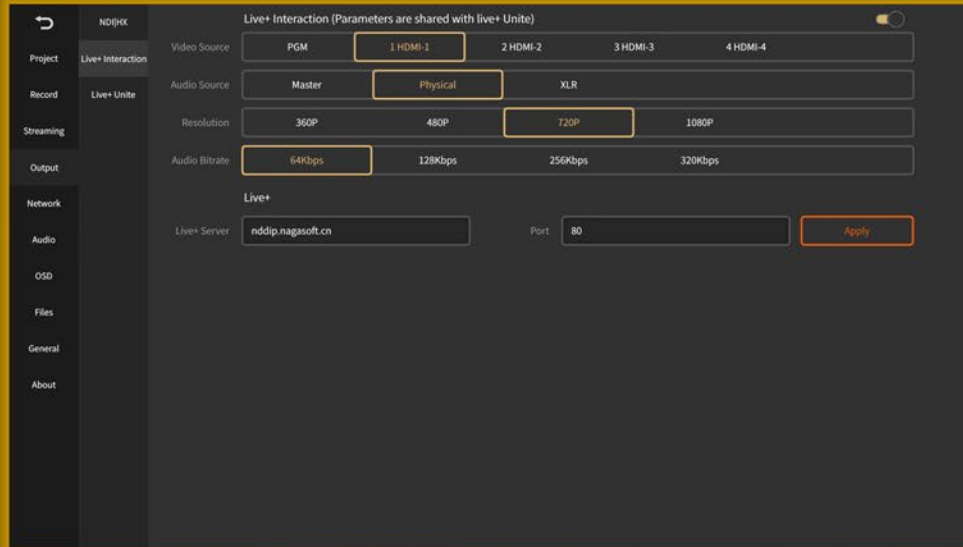 NDI|HX
Live+ Interaction (Parameters are shared with live+ Unite)
Project
Live+ Interaction
Video Source
PGM
1 HDMI-1
2 HDMI-2
3 HDMI-3
4 HDMI-4
Record
Live+ Unite
Audio Source
Master
Physical
XLR
Streaming
Resolution
360P
480P
720P
1080P
Output
Audio Bitrate
64Kbps
128Kbps
256Kbps
320Kbps
Network
Live+
Audio
Live+ Server
nddip.nagasoft.cn
Port
80
Apply
OSD
Files
General
About